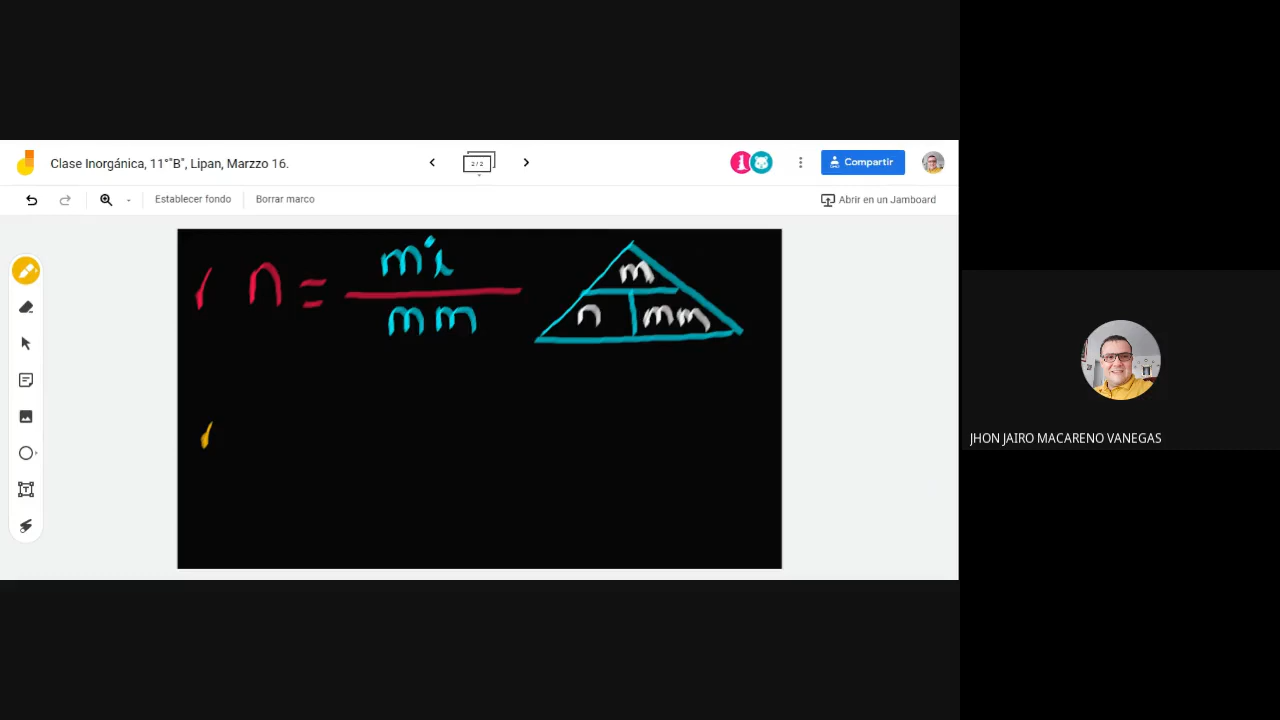 Clase Inorgánica, 11°"B", Lipan, Marzzo 16.
2/2
i
Compartir
Establecer fondo
Borrar marco
Abrir en un Jamboard
n = mi
mm
m
n mm
T
JHON JAIRO MACARENO VANEGAS